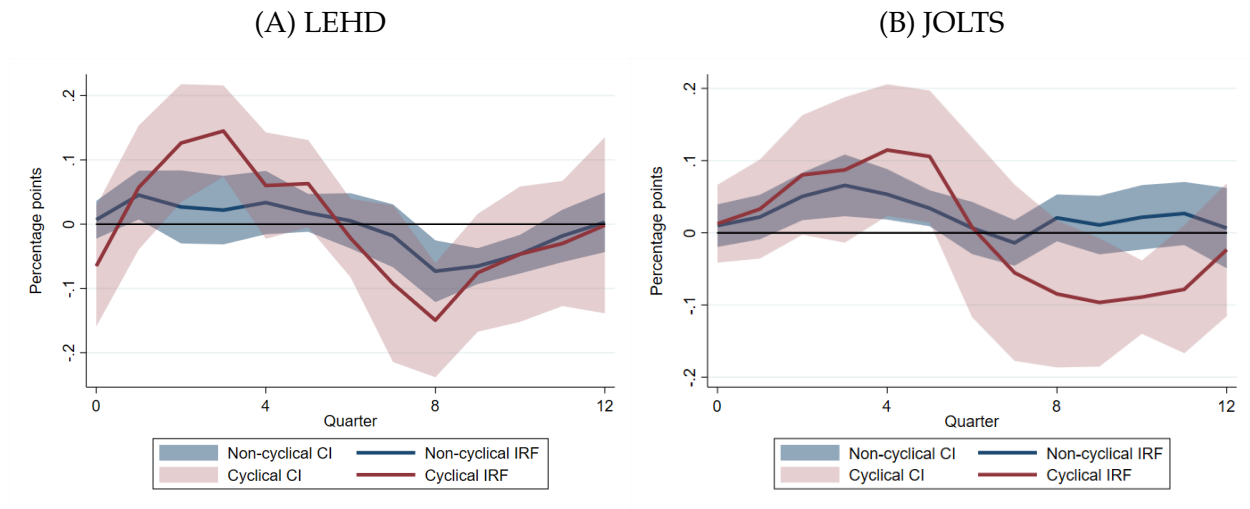 (A) LEHD
Percentage points
.2
.1
0
-.1
-.2
0 4 8 12
Quarter
Non-cyclical CI Non-cyclical IRF
Cyclical CI Cyclical IRF
(B) JOLTS
Percentage points
.2
.1
0
-.1
-.2
0 4 8 12
Quarter
Non-cyclical CI Non-cyclical IRF
Cyclical CI Cyclical IRF